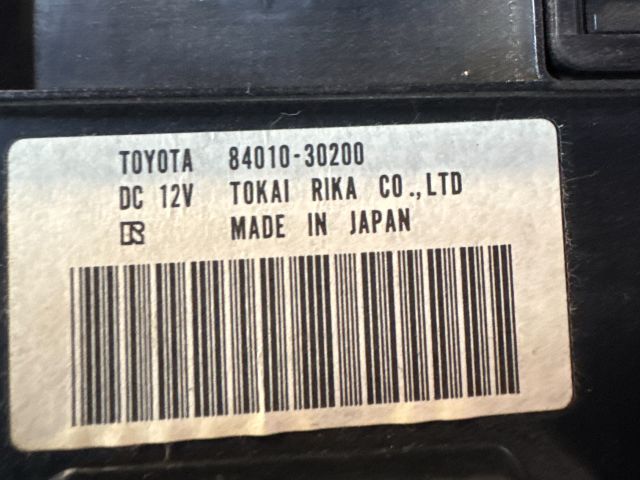 TOYOTA 84010-30200
DC 12V TOKAI RIKA CO.,LTD
MADE IN JAPAN